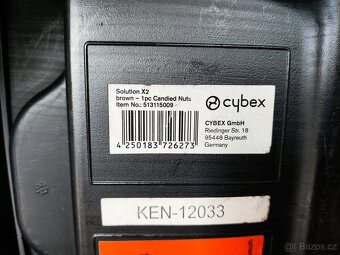 Solution X2
brown – 1pc Candied Nuts
Item No.: 513115009
4 250183 726273
cybex
CYBEX GmbH
Riedinger Str. 18
95448 Bayreuth
Germany
KEN-12033
Bazoš.cz